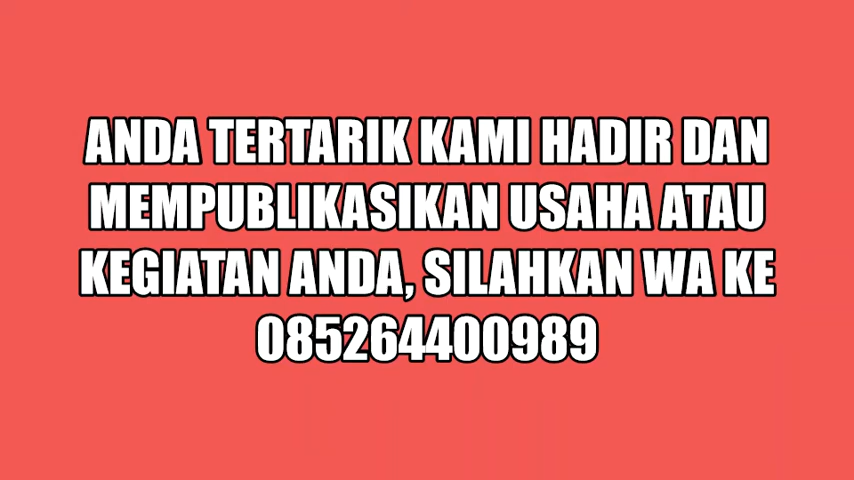 ANDA TERTARIK KAMI HADIR DAN
MEMPUBLIKASIKAN USAHA ATAU
KEGIATAN ANDA, SILAHKAN WA KE
085264400989